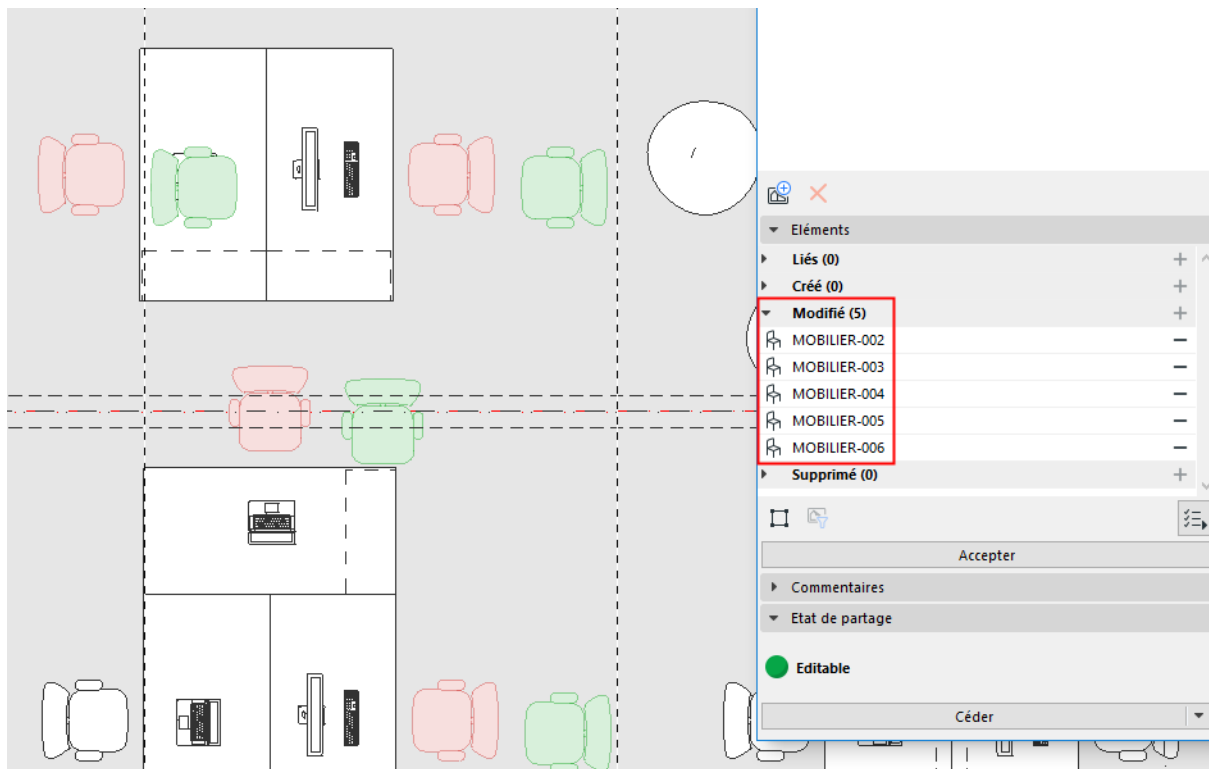 Eléments
Liés (0)
Créé (0)
Modifié (5)
MOBILIER-002
MOBILIER-003
MOBILIER-004
MOBILIER-005
MOBILIER-006
Supprimé (0)
Accepter
Commentaires
Etat de partage
Editable
Céder